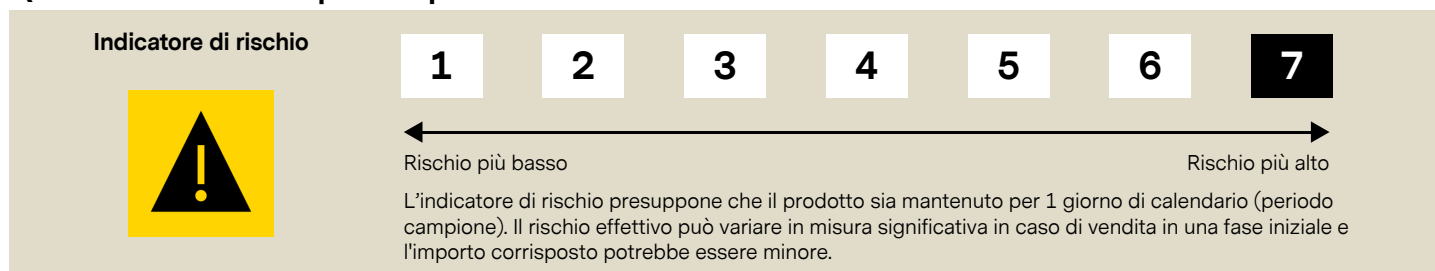 Indicatore di rischio
1 2 3 4 5 6 7
Rischio più basso Rischio più alto
L'indicatore di rischio presuppone che il prodotto sia mantenuto per 1 giorno di calendario (periodo
campione). Il rischio effettivo può variare in misura significativa in caso di vendita in una fase iniziale e
l'importo corrisposto potrebbe essere minore.